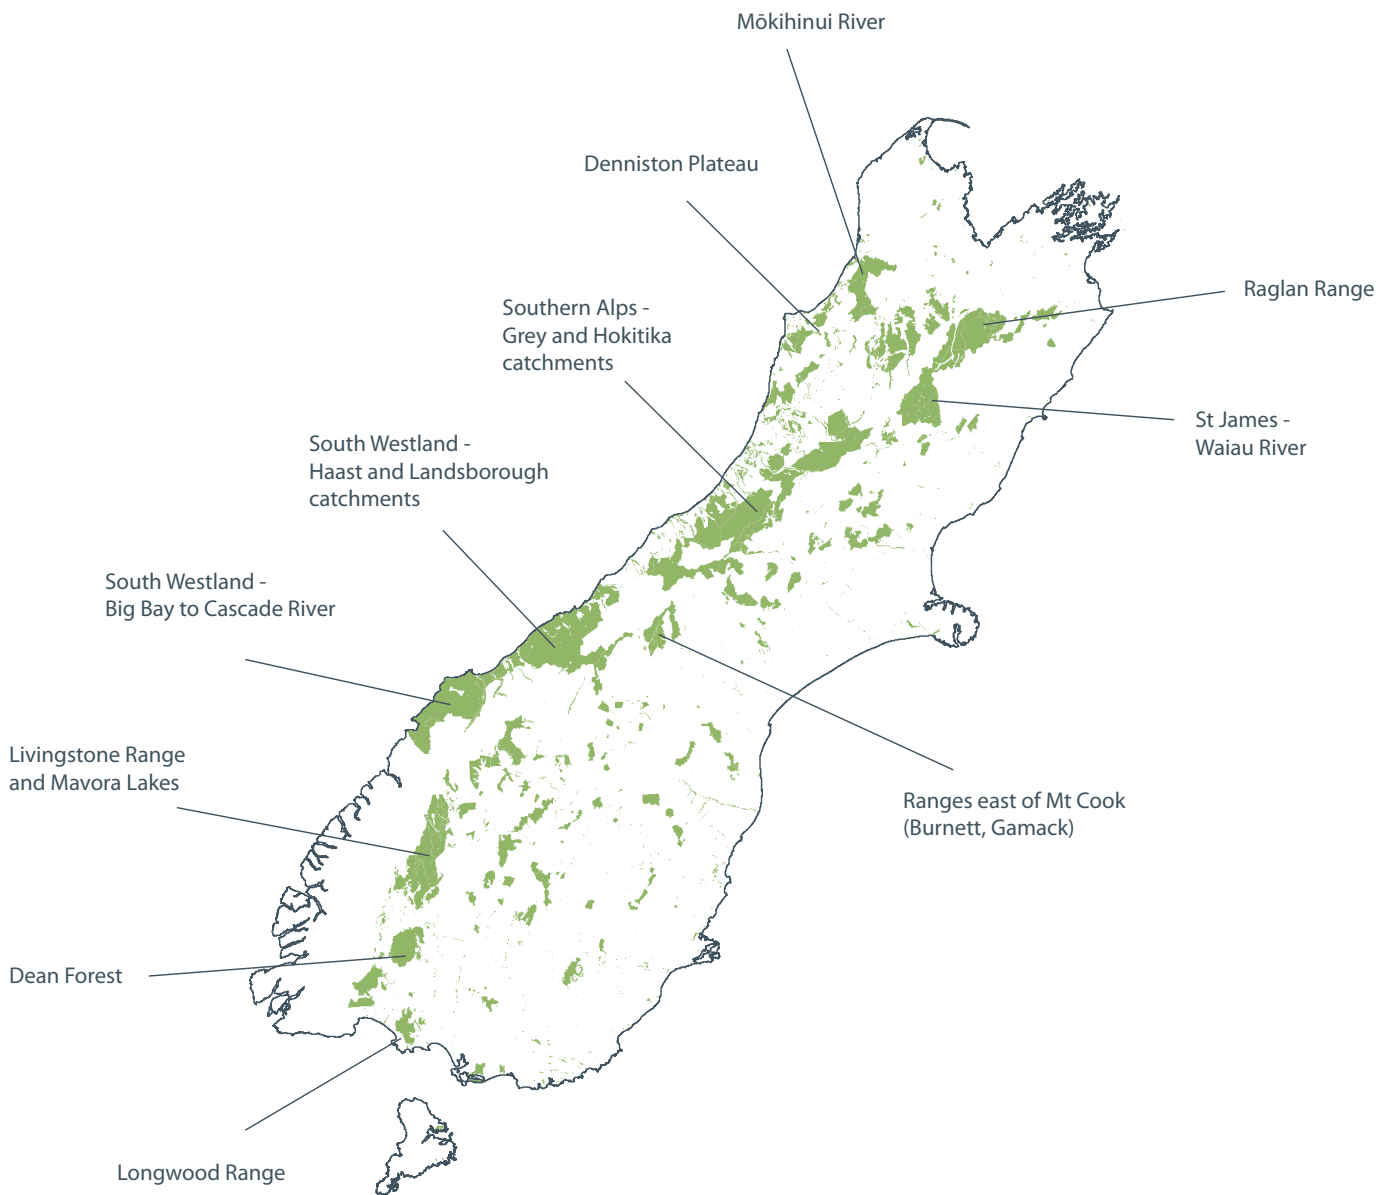 Mōkihinui River
Denniston Plateau
Raglan Range
Southern Alps -
Grey and Hokitika
catchments
St James -
Waiau River
South Westland -
Haast and Landsborough
catchments
South Westland -
Big Bay to Cascade River
Livingstone Range
and Mavora Lakes
Ranges east of Mt Cook
(Burnett, Gamack)
Dean Forest
Longwood Range